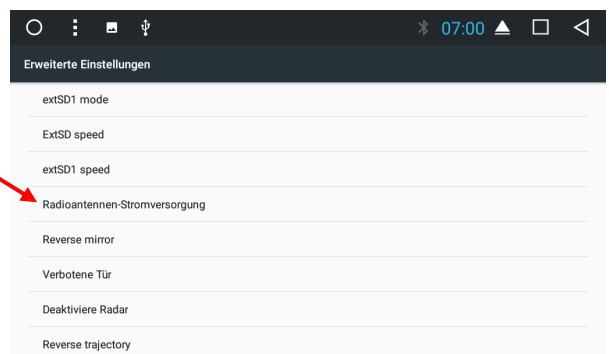 07:00
Erweiterte Einstellungen
extSD1 mode
ExtSD speed
extSD1 speed
Radioantennen-Stromversorgung
Reverse mirror
Verbotene Tür
Deaktiviere Radar
Reverse trajectory